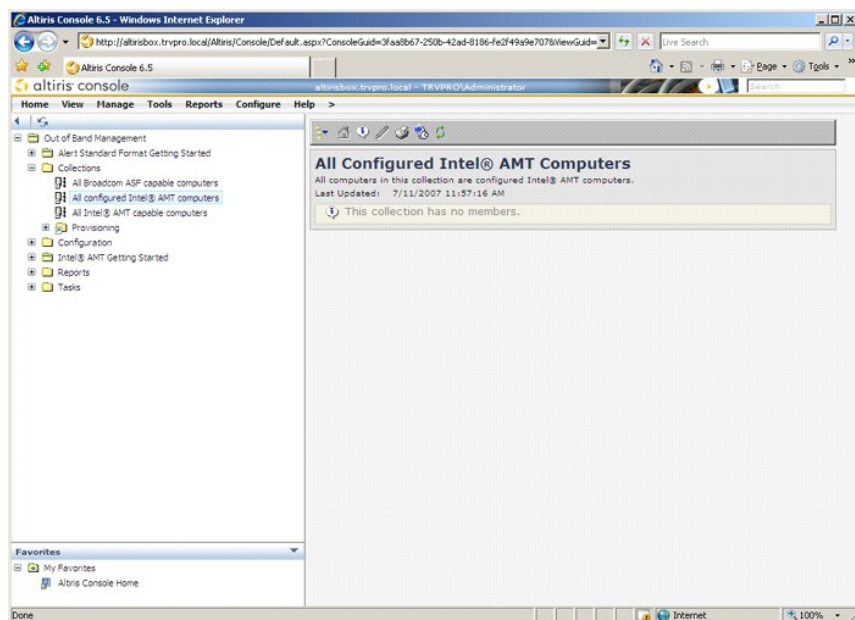 Altiris Console 6.5 - Windows Internet Explorer
http://altirisbox.trvpro.local/Altiris/Console/Default.aspx?ConsoleGuid=3faa8b67-250b-42ad-8186-fe2f49a9e707&ViewGuid=
Live Search
Altiris Console 6.5
Page
Tools
altiris console
altirisbox.trvpro.local - TRVPRO\Administrator
Search
Home View Manage Tools Reports Configure Help >
Out of Band Management
Alert Standard Format Getting Started
Collections
All Broadcom ASF capable computers
All configured Intel® AMT computers
All Intel® AMT capable computers
Provisioning
Configuration
Intel® AMT Getting Started
Reports
Tasks
All Configured Intel® AMT Computers
All computers in this collection are configured Intel® AMT computers.
Last Updated: 7/11/2007 11:57:16 AM
This collection has no members.
Favorites
My Favorites
Altiris Console Home
Done
Internet
100%